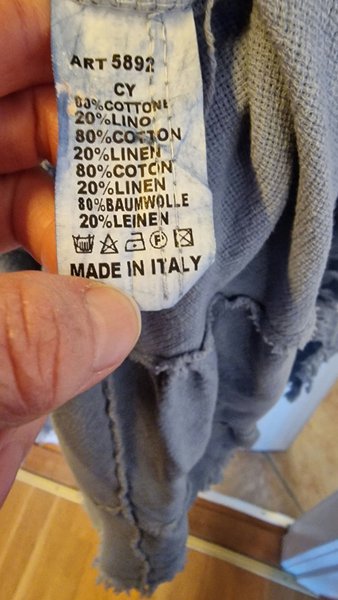 ART 5892
CY
80%COTTONE
20%LINO
80%COTTON
20%LINEN
80%COTON
20%LINEN
80%BAUMWOLLE
20%LEINEN
MADE IN ITALY